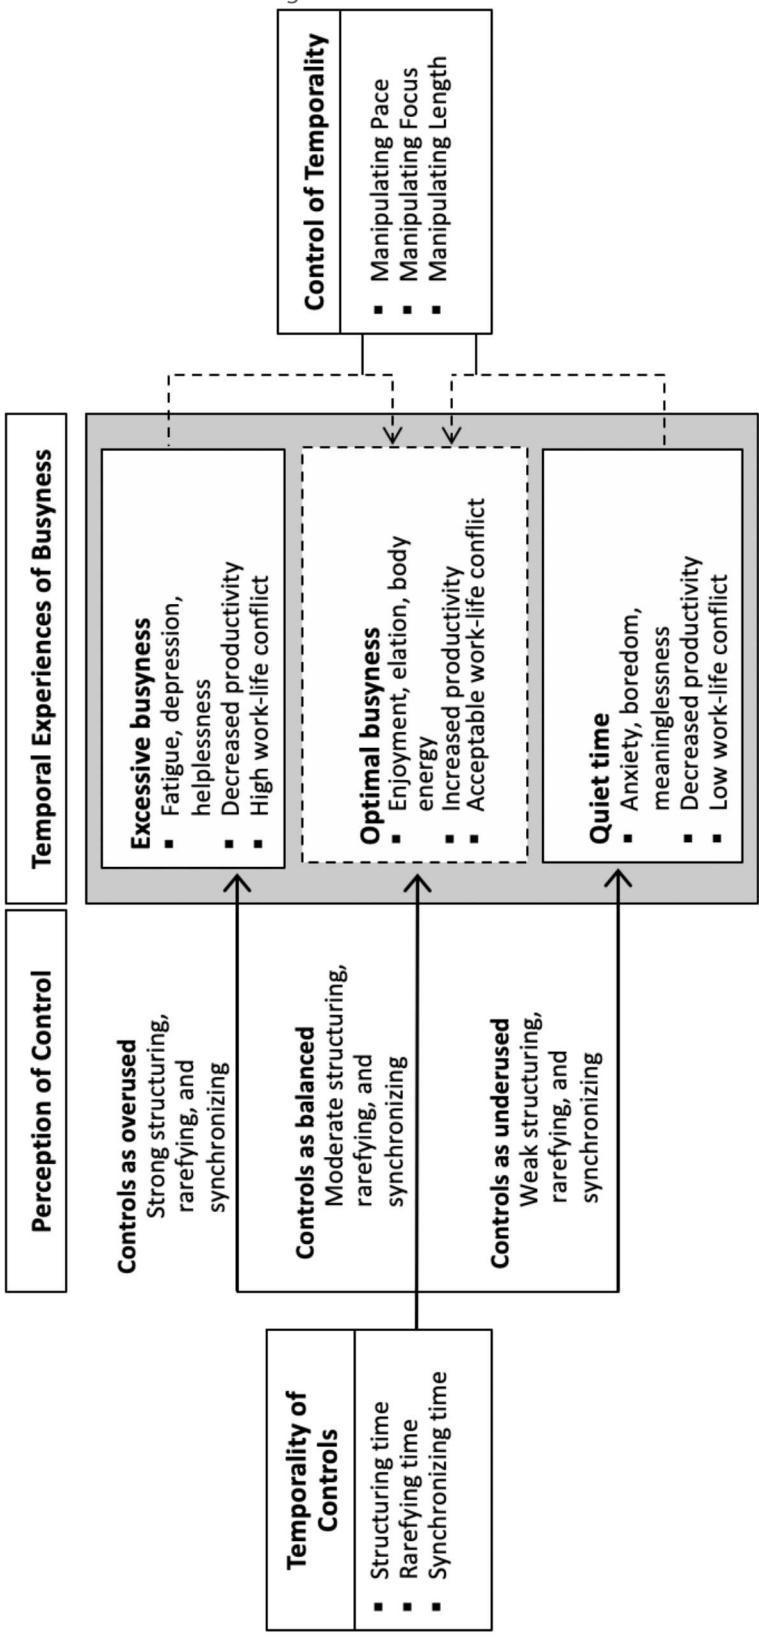 Perception of Control
Temporal Experiences of Busyness
Temporality of
Controls
▪ Structuring time
▪ Rarefying time
▪ Synchronizing time
Controls as overused
Strong structuring,
rarefying, and
synchronizing
Controls as balanced
Moderate structuring,
rarefying, and
synchronizing
Controls as underused
Weak structuring,
rarefying, and
synchronizing
Excessive busyness
▪ Fatigue, depression,
helplessness
▪ Decreased productivity
▪ High work-life conflict
Optimal busyness
▪ Enjoyment, elation, body
energy
▪ Increased productivity
▪ Acceptable work-life conflict
Quiet time
▪ Anxiety, boredom,
meaninglessness
▪ Decreased productivity
▪ Low work-life conflict
Control of Temporality
▪ Manipulating Pace
▪ Manipulating Focus
▪ Manipulating Length